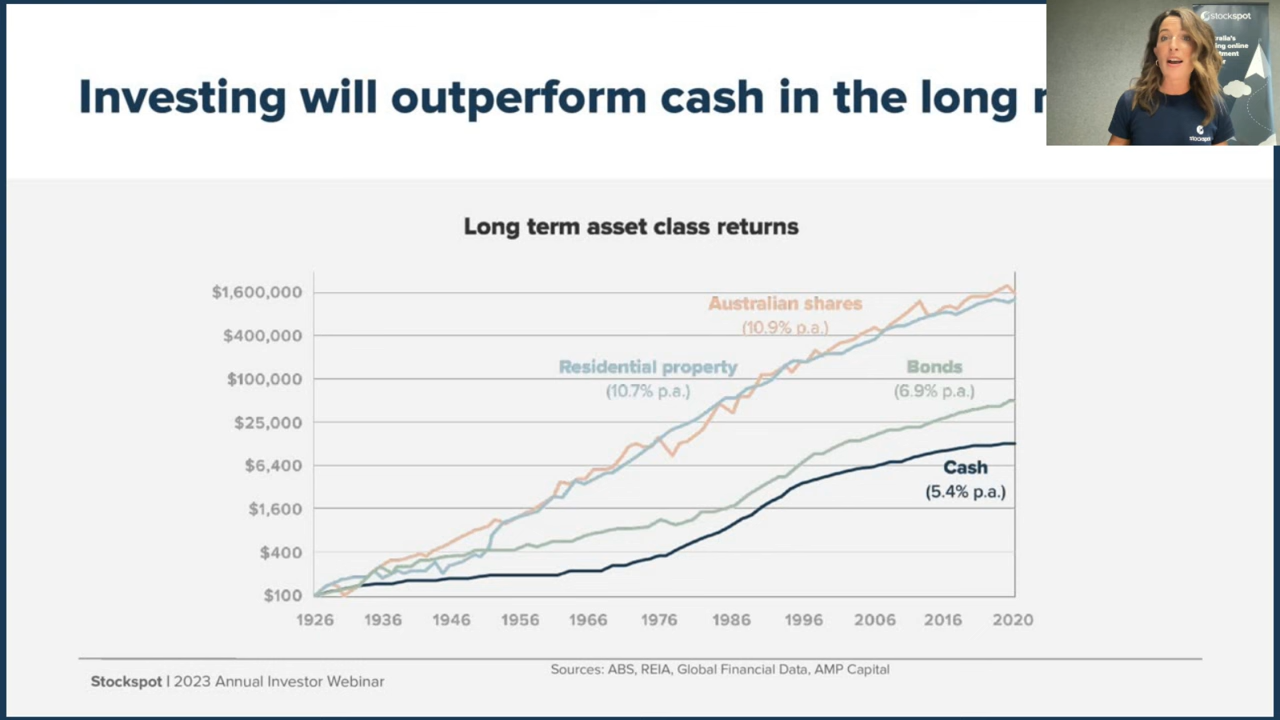 Investing will outperform cash in the long
stockspot
online
stockspot
Long term asset class returns
$1,600,000
$400,000
$100,000
$25,000
$6,400
$1,600
$400
$100
Australian shares
(10.9% p.a.)
Residential property
(10.7% p.a.)
Bonds
(6.9% p.a.)
Cash
(5.4% p.a.)
1926 1936 1946 1956 1966 1976 1986 1996 2006 2016 2020
Sources: ABS, REIA, Global Financial Data, AMP Capital
Stockspot | 2023 Annual Investor Webinar